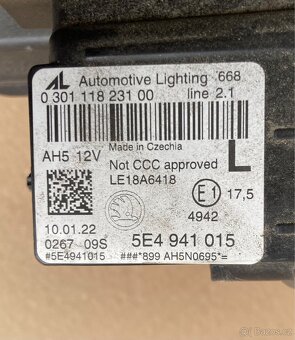 AL Automotive Lighting 668
0 301 118 231 00 line 2.1
Made in Czechia
AH5 12V
Not CCC approved L
LE18A6418
E1 17,5
4942
10.01.22
0267 09S 5E4 941 015
#5E4941015 ###*899 AH5N0695*=